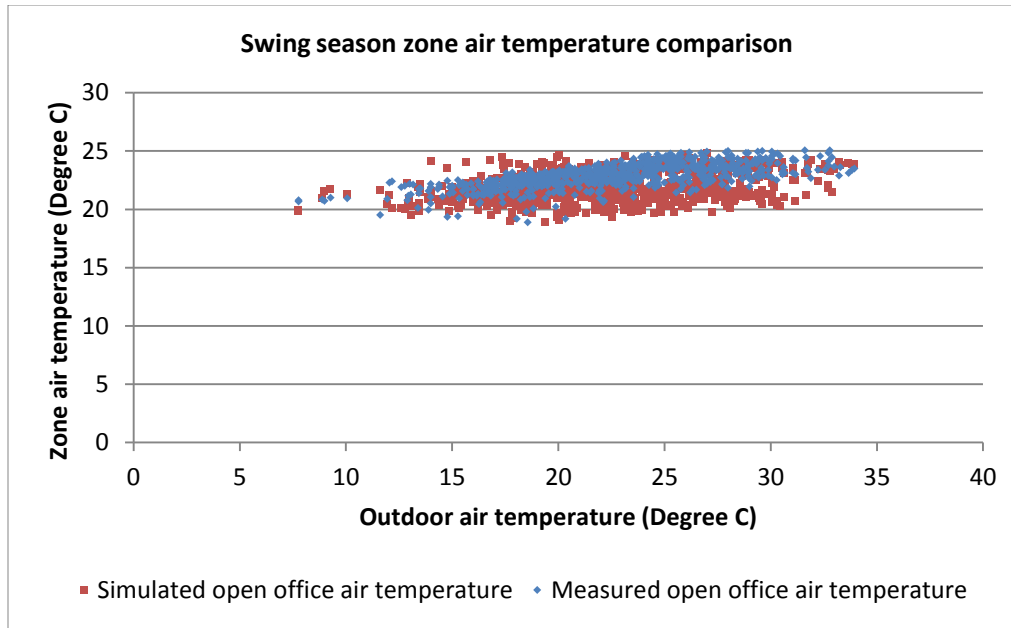 Swing season zone air temperature comparison
Zone air temperature (Degree C)
30
25
20
15
10
5
0
0 5 10 15 20 25 30 35 40
Outdoor air temperature (Degree C)
Simulated open office air temperature Measured open office air temperature